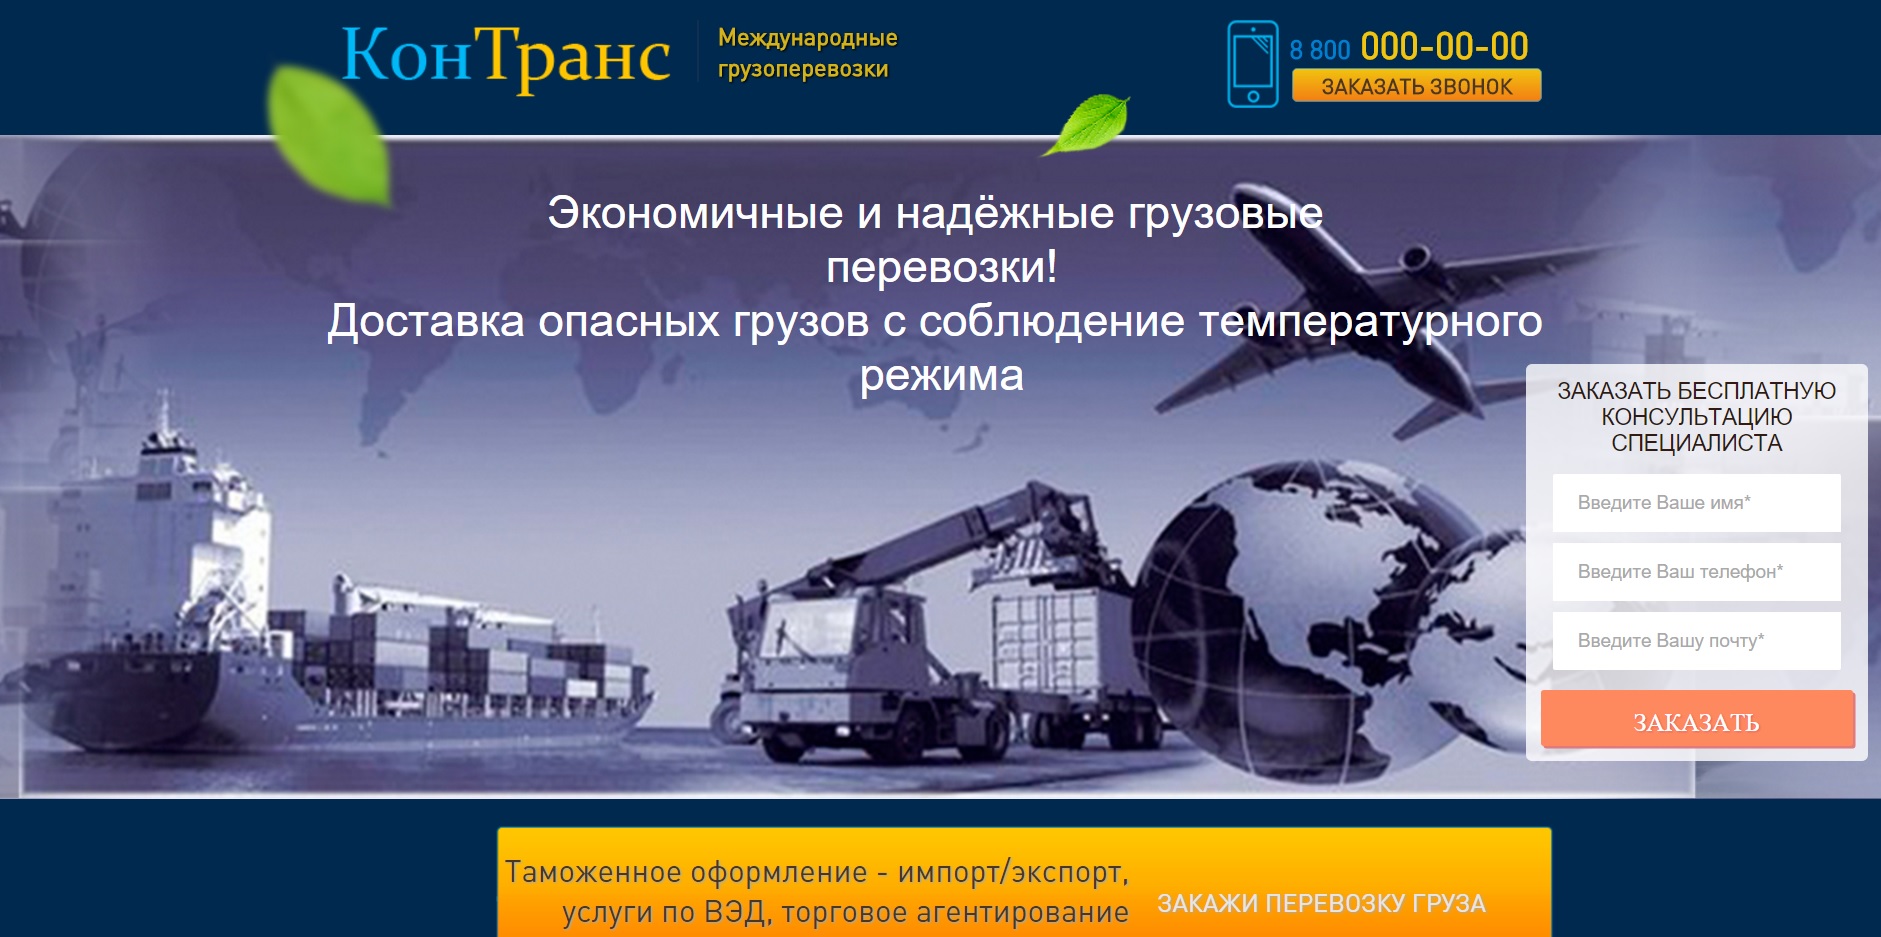 КонТранс
Международные
грузоперевозки
8 800 000-00-00
ЗАКАЗАТЬ ЗВОНОК
Экономичные и надёжные грузовые
перевозки!
Доставка опасных грузов с соблюдение температурного
режима
ЗАКАЗАТЬ БЕСПЛАТНУЮ
КОНСУЛЬТАЦИЮ
СПЕЦИАЛИСТА
Введите Ваше имя*
Введите Ваш телефон*
Введите Вашу почту*
ЗАКАЗАТЬ
Таможенное оформление - импорт/экспорт,
услуги по ВЭД, торговое агентирование
ЗАКАЖИ ПЕРЕВОЗКУ ГРУЗА